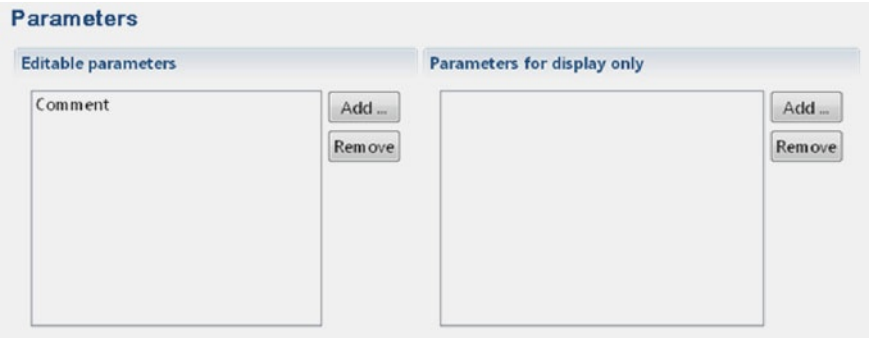 Parameters
Editable parameters
Parameters for display only
Comment
Add ...
Remove
Add ...
Remove